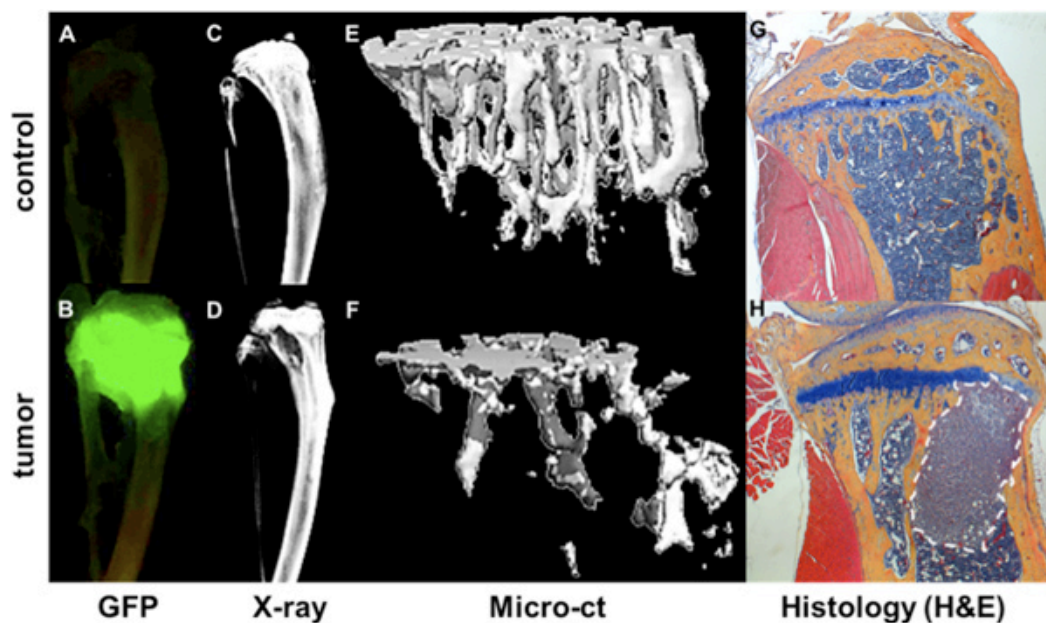 A
C
E
G
control
B
D
F
H
tumor
GFP
X-ray
Micro-ct
Histology (H&E)